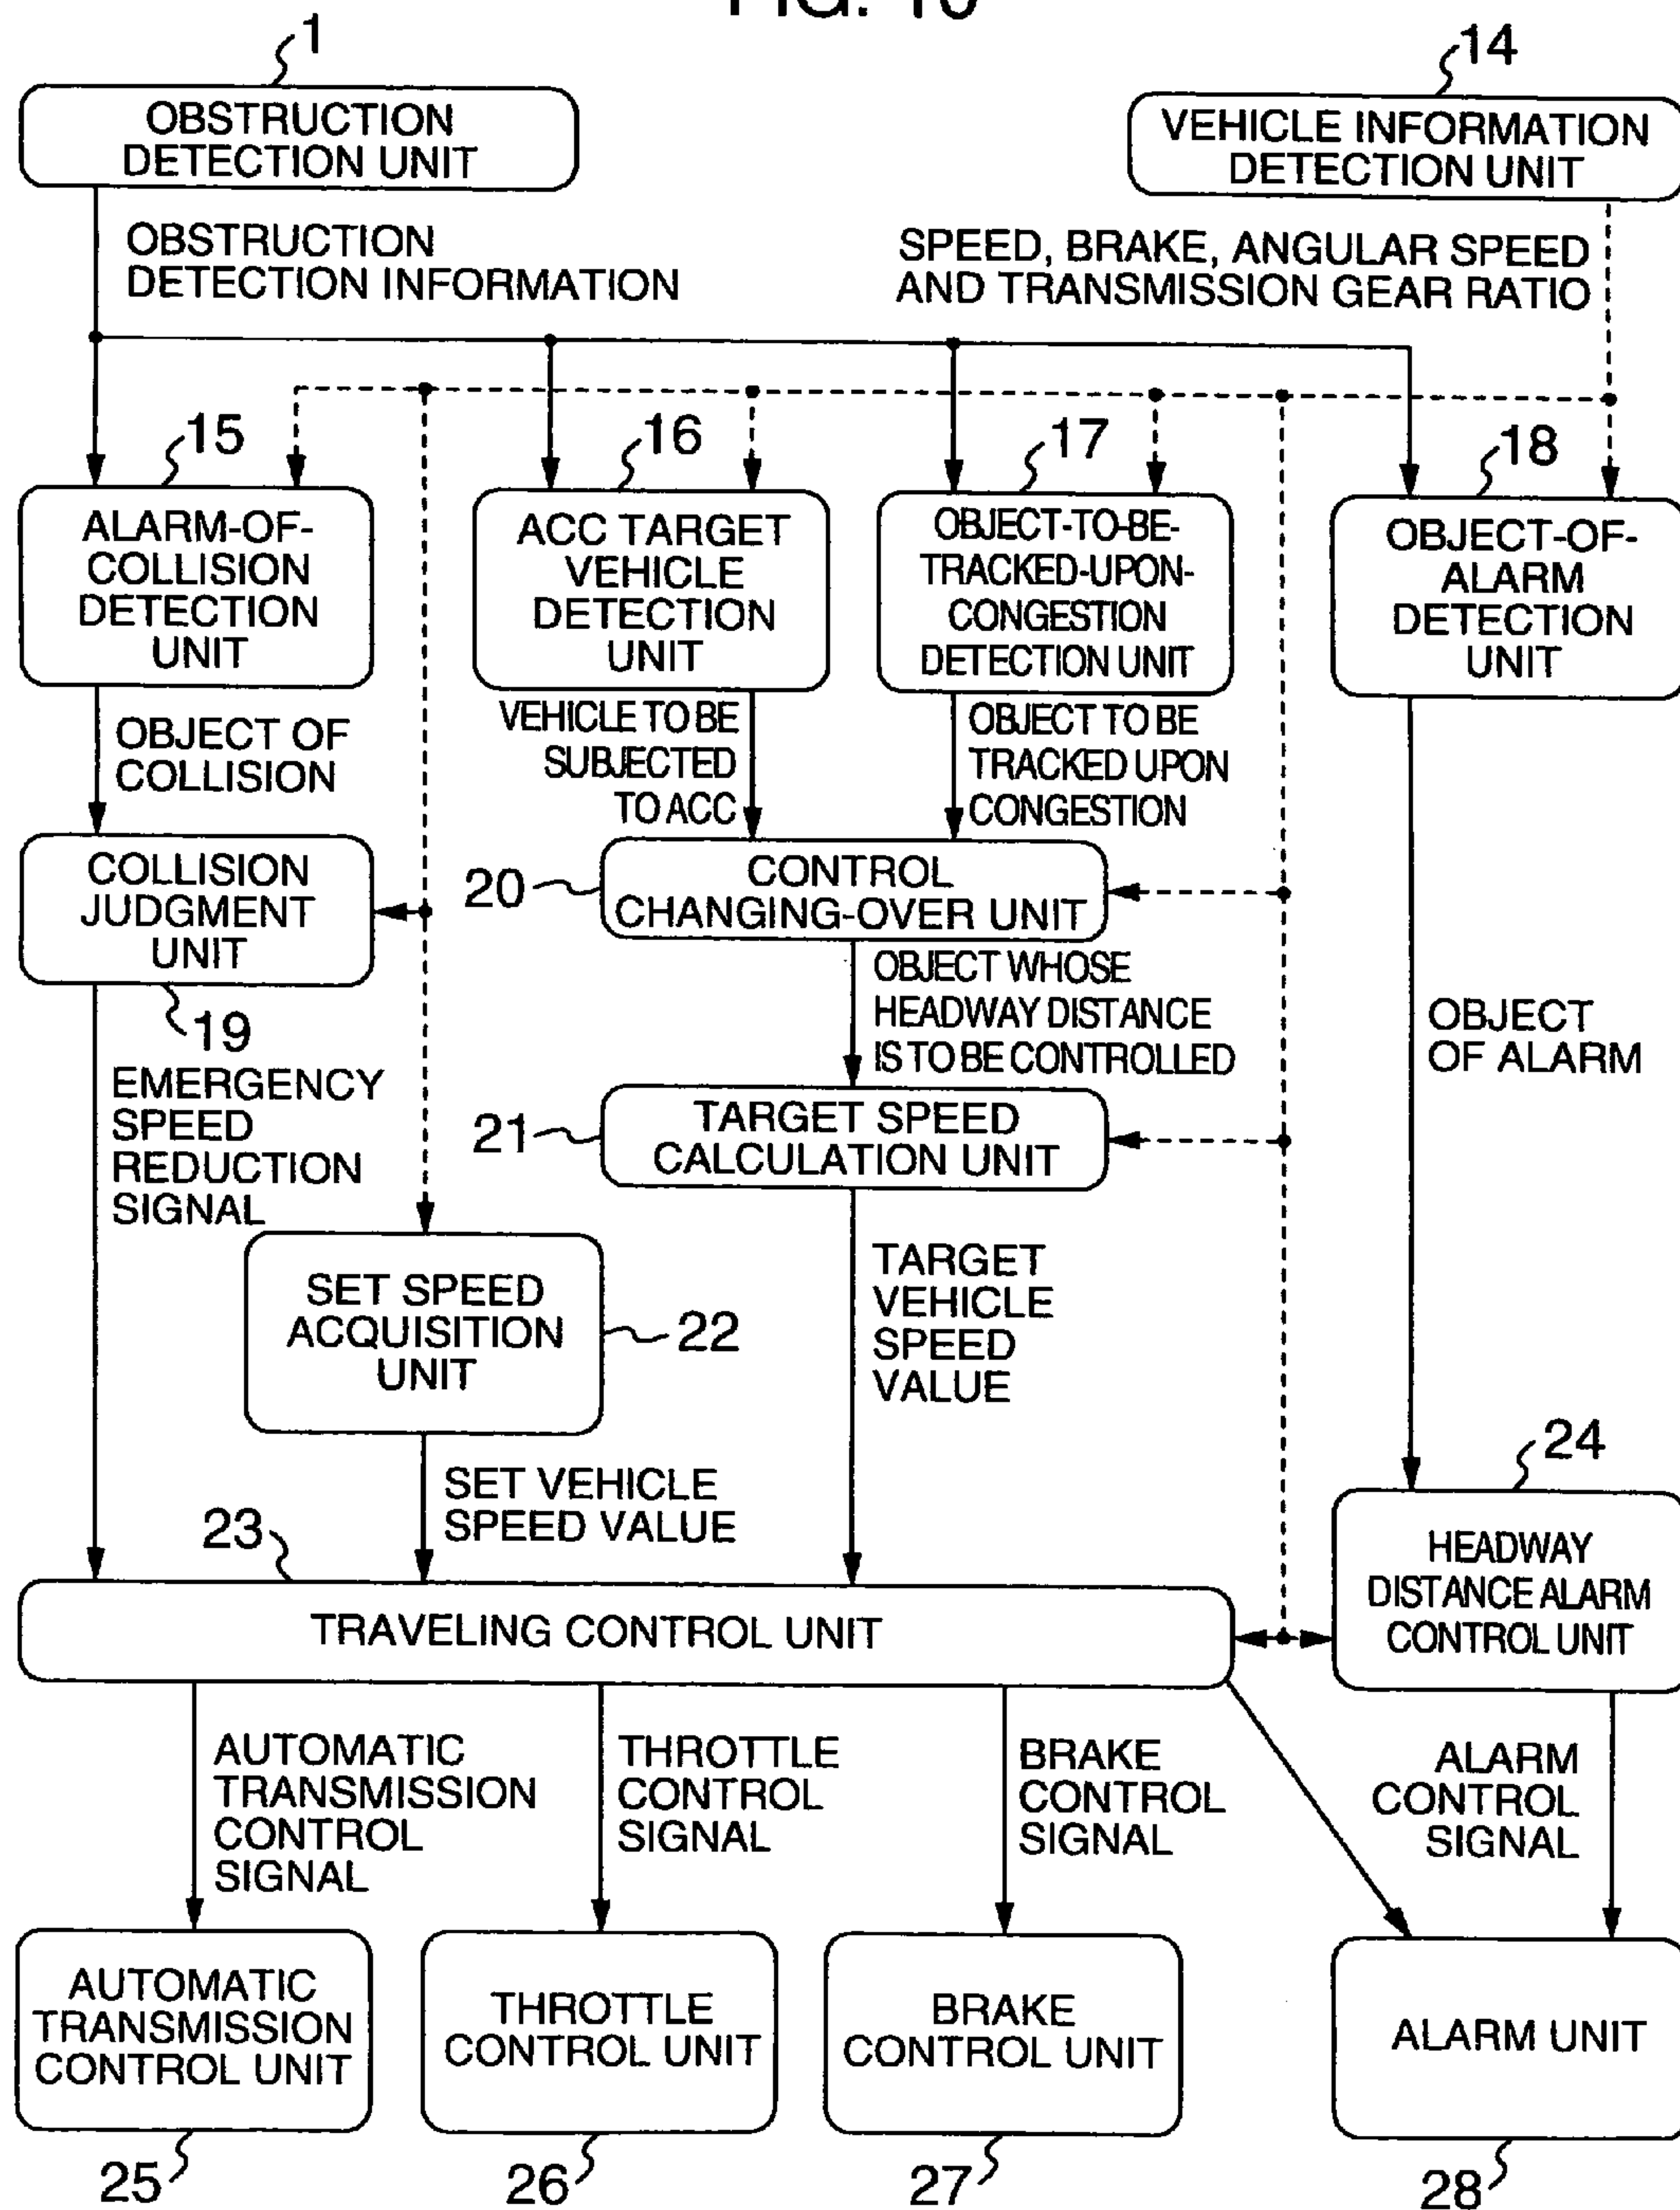 FIG. 10
1
14
OBSTRUCTION
DETECTION UNIT
VEHICLE INFORMATION
DETECTION UNIT
OBSTRUCTION
DETECTION INFORMATION
SPEED, BRAKE, ANGULAR SPEED
AND TRANSMISSION GEAR RATIO
15
16
17
18
ALARM-OF-
COLLISION
DETECTION
UNIT
ACC TARGET
VEHICLE
DETECTION
UNIT
OBJECT-TO-BE-
TRACKED-UPON-
CONGESTION
DETECTION UNIT
OBJECT-OF-
ALARM
DETECTION
UNIT
OBJECT OF
COLLISION
VEHICLE TO BE
SUBJECTED
TO ACC
OBJECT TO BE
TRACKED UPON
CONGESTION
COLLISION
JUDGMENT
UNIT
19
20
CONTROL
CHANGING-OVER UNIT
OBJECT WHOSE
HEADWAY DISTANCE
IS TO BE CONTROLLED
OBJECT
OF ALARM
EMERGENCY
SPEED
REDUCTION
SIGNAL
21
TARGET SPEED
CALCULATION UNIT
SET SPEED
ACQUISITION
UNIT
22
TARGET
VEHICLE
SPEED
VALUE
SET VEHICLE
SPEED VALUE
23
24
TRAVELING CONTROL UNIT
HEADWAY
DISTANCE ALARM
CONTROL UNIT
AUTOMATIC
TRANSMISSION
CONTROL
SIGNAL
THROTTLE
CONTROL
SIGNAL
BRAKE
CONTROL
SIGNAL
ALARM
CONTROL
SIGNAL
AUTOMATIC
TRANSMISSION
CONTROL UNIT
THROTTLE
CONTROL UNIT
BRAKE
CONTROL UNIT
ALARM UNIT
25
26
27
28